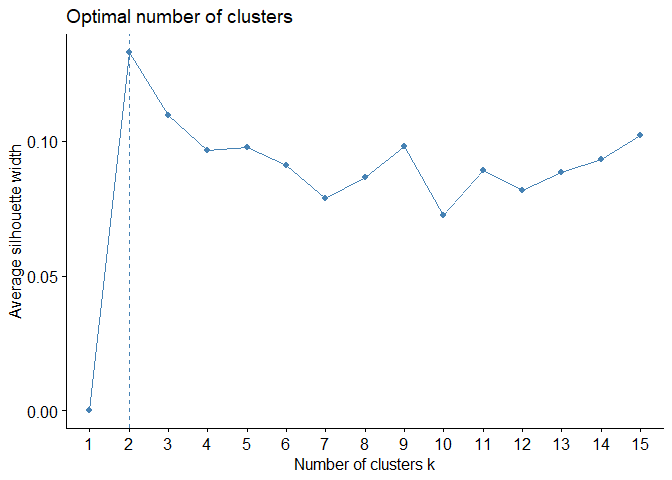 Optimal number of clusters
Average silhouette width
0.10
0.05
0.00
1 2 3 4 5 6 7 8 9 10 11 12 13 14 15
Number of clusters k